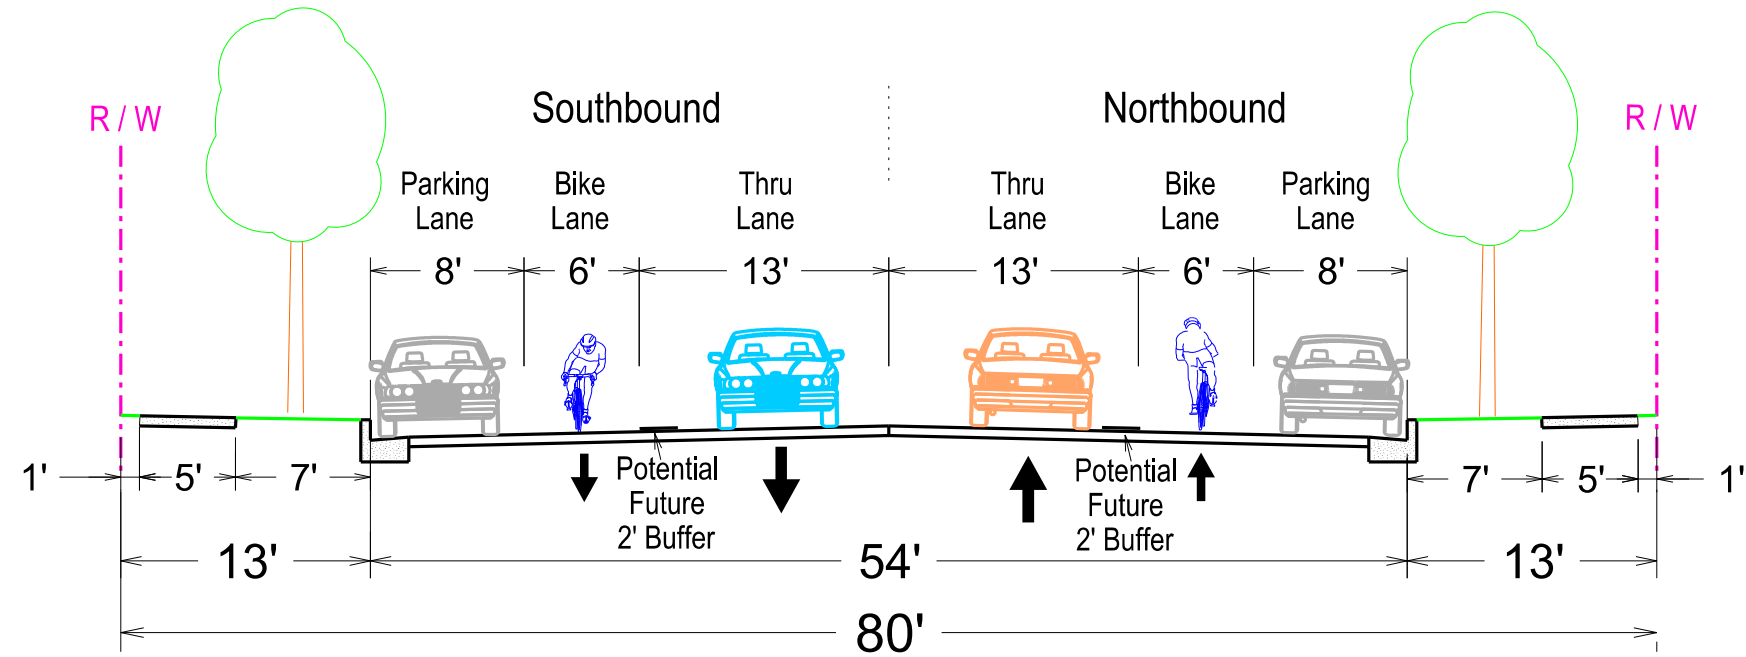 Southbound
Northbound
R / W
R / W
Parking
Lane
Bike
Lane
Thru
Lane
Thru
Lane
Bike
Lane
Parking
Lane
8'
6'
13'
13'
6'
8'
1'
5'
7'
Potential
Future
2' Buffer
Potential
Future
2' Buffer
7'
5'
1'
13'
54'
13'
80'